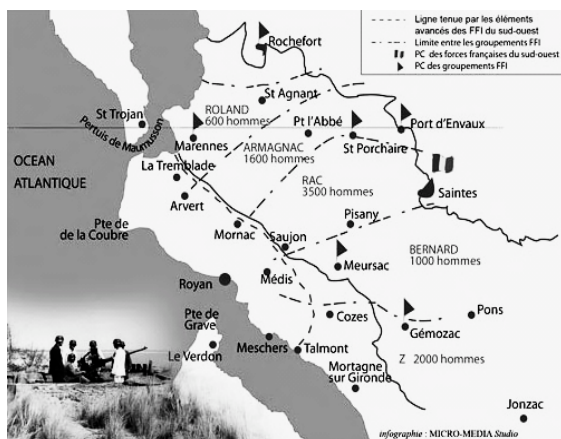 Ligne tenue par les éléments
avancés des FFI du sud-ouest
Limite entre les groupements FFI
PC des forces françaises du sud-ouest
PC des groupements FFI
Rochefort
St Agnant
ROLAND
600 hommes
St Trojan
Pertuis de Maumusson
Marennes
Pt l'Abbé
Port d'Envaux
ARMAGNAC
1600 hommes
St Porchaire
OCEAN
ATLANTIQUE
La Tremblade
RAC
3500 hommes
Saintes
Arvert
Pte de
de la Coubre
Mornac
Pisany
Saujon
BERNARD
1000 hommes
Meursac
Royan
Médis
Pte de
Grave
Cozes
Pons
Gémozac
Le Verdon
Meschers
Talmont
Z 2000 hommes
Mortagne
sur Gironde
Jonzac
infographie : MICRO-MEDIA Studio